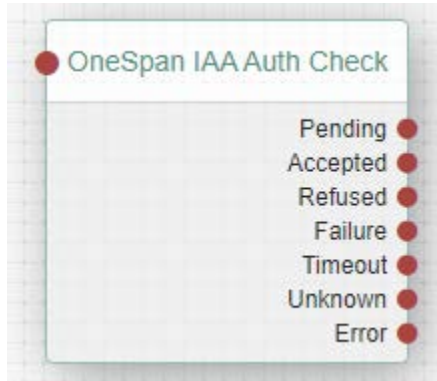 OneSpan IAA Auth Check
Pending
Accepted
Refused
Failure
Timeout
Unknown
Error